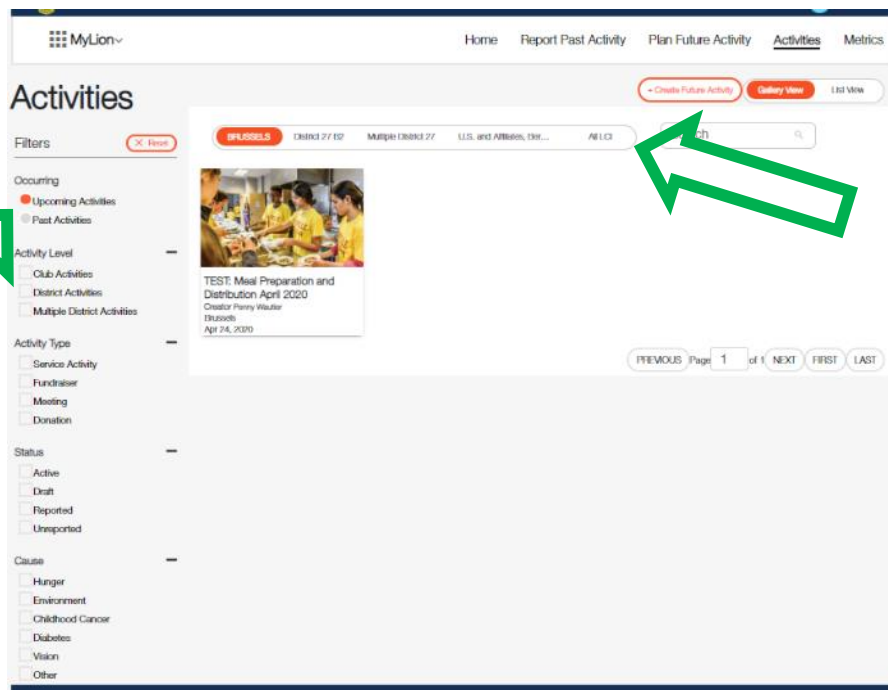 MyLion
Home Report Past Activity Plan Future Activity Activities Metrics
Activities
+ Create Future Activity Gallery View List View
Filters
X Reset
BRUSSELS District 27 B2 Multiple District 27 U.S. and Affiliates, Ber... All LCI
Occurring
Upcoming Activities
Past Activities
Activity Level
Club Activities
District Activities
Multiple District Activities
TEST: Meal Preparation and
Distribution April 2020
Creator Penny Wautier
Brussels
Apr 24, 2020
PREVIOUS Page 1 of 1 NEXT FIRST LAST
Activity Type
Service Activity
Fundraiser
Meeting
Donation
Status
Active
Draft
Reported
Unreported
Cause
Hunger
Environment
Childhood Cancer
Diabetes
Vision
Other